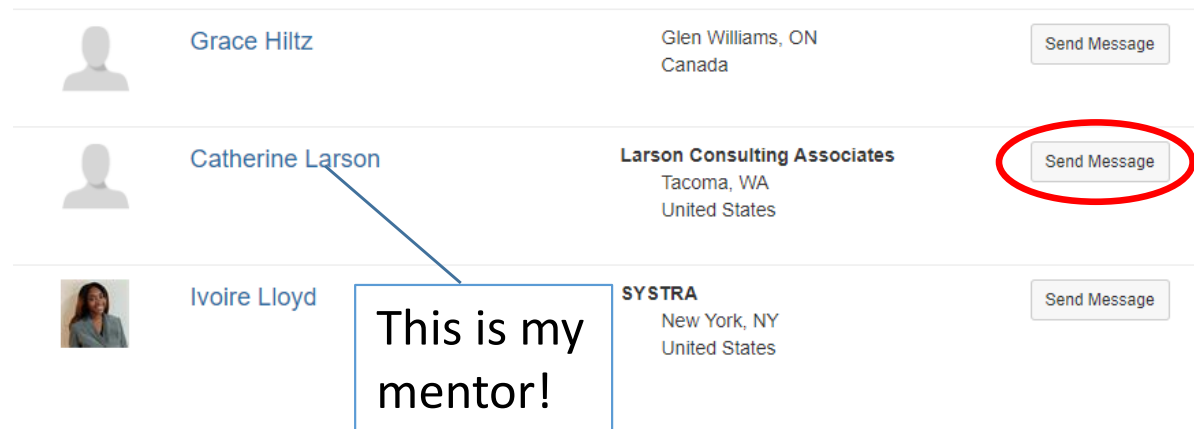 Grace Hiltz
Glen Williams, ON
Canada
Send Message
Catherine Larson
Larson Consulting Associates
Tacoma, WA
United States
Send Message
Ivoire Lloyd
SYSTRA
New York, NY
United States
Send Message
This is my
mentor!